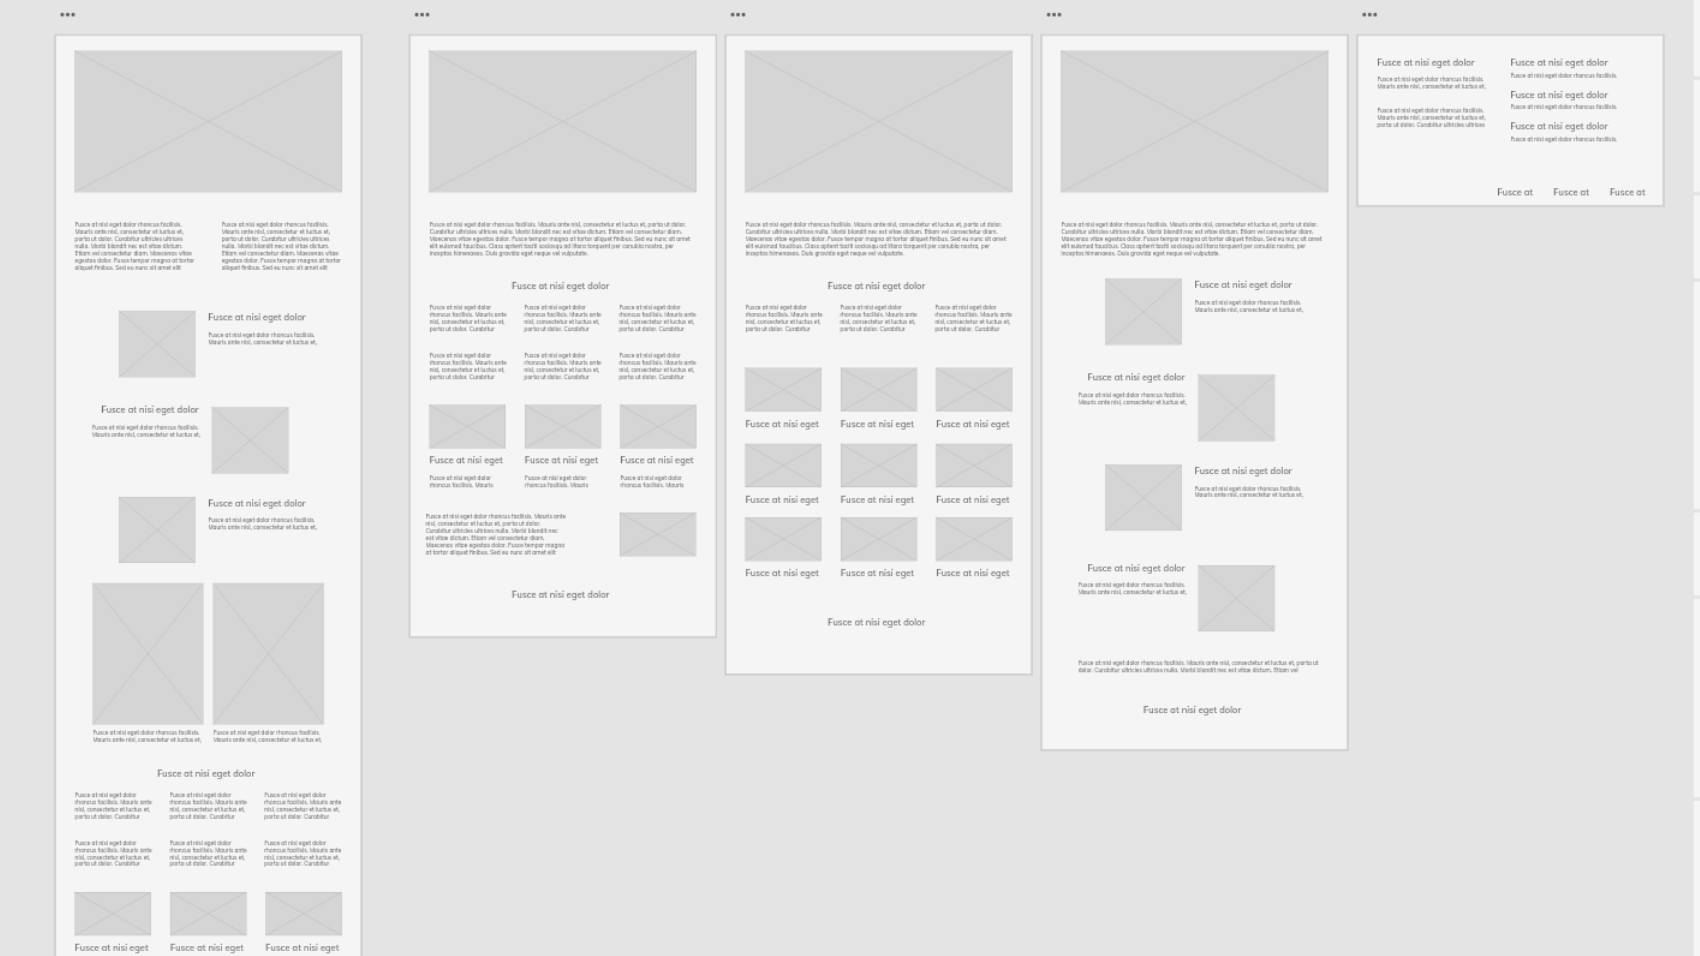 Fusce at nisi eget dolor rhoncus facilisis.
Mauris ante nisl, consectetur et luctus et,
porta ut dolor. Curabitur ultricies ultrices
nulla. Morbi blandit nec est vitae dictum.
Etiam vel consectetur diam. Maecenas vitae
egestas dolor. Fusce tempor magna at tortor
aliquet finibus. Sed eu nunc sit amet elit
Fusce at nisi eget dolor rhoncus facilisis.
Mauris ante nisl, consectetur et luctus et,
porta ut dolor. Curabitur ultricies ultrices
nulla. Morbi blandit nec est vitae dictum.
Etiam vel consectetur diam. Maecenas vitae
egestas dolor. Fusce tempor magna at tortor
aliquet finibus. Sed eu nunc sit amet elit
Fusce at nisi eget dolor
Fusce at nisi eget dolor rhoncus facilisis.
Mauris ante nisl, consectetur et luctus et,
Fusce at nisi eget dolor
Fusce at nisi eget dolor rhoncus facilisis.
Mauris ante nisl, consectetur et luctus et,
Fusce at nisi eget dolor
Fusce at nisi eget dolor rhoncus facilisis.
Mauris ante nisl, consectetur et luctus et,
Fusce at nisi eget dolor rhoncus facilisis.
Mauris ante nisl, consectetur et luctus et,
Fusce at nisi eget dolor rhoncus facilisis.
Mauris ante nisl, consectetur et luctus et,
Fusce at nisi eget dolor
Fusce at nisi eget dolor
rhoncus facilisis. Mauris ante
nisl, consectetur et luctus et,
porta ut dolor. Curabitur
Fusce at nisi eget dolor
rhoncus facilisis. Mauris ante
nisl, consectetur et luctus et,
porta ut dolor. Curabitur
Fusce at nisi eget dolor
rhoncus facilisis. Mauris ante
nisl, consectetur et luctus et,
porta ut dolor. Curabitur
Fusce at nisi eget dolor
rhoncus facilisis. Mauris ante
nisl, consectetur et luctus et,
porta ut dolor. Curabitur
Fusce at nisi eget dolor
rhoncus facilisis. Mauris ante
nisl, consectetur et luctus et,
porta ut dolor. Curabitur
Fusce at nisi eget dolor
rhoncus facilisis. Mauris ante
nisl, consectetur et luctus et,
porta ut dolor. Curabitur
Fusce at nisi eget
Fusce at nisi eget
Fusce at nisi eget
Fusce at nisi eget dolor rhoncus facilisis. Mauris ante nisl, consectetur et luctus et, porta ut dolor.
Curabitur ultricies ultrices nulla. Morbi blandit nec est vitae dictum. Etiam vel consectetur diam.
Maecenas vitae egestas dolor. Fusce tempor magna at tortor aliquet finibus. Sed eu nunc sit amet
elit euismod faucibus. Class aptent taciti sociosqu ad litora torquent per conubia nostra, per
inceptos himenaeos. Duis gravida eget neque vel vulputate.
Fusce at nisi eget dolor
Fusce at nisi eget dolor
rhoncus facilisis. Mauris ante
nisl, consectetur et luctus et,
porta ut dolor. Curabitur
Fusce at nisi eget dolor
rhoncus facilisis. Mauris ante
nisl, consectetur et luctus et,
porta ut dolor. Curabitur
Fusce at nisi eget dolor
rhoncus facilisis. Mauris ante
nisl, consectetur et luctus et,
porta ut dolor. Curabitur
Fusce at nisi eget dolor
rhoncus facilisis. Mauris ante
nisl, consectetur et luctus et,
porta ut dolor. Curabitur
Fusce at nisi eget dolor
rhoncus facilisis. Mauris ante
nisl, consectetur et luctus et,
porta ut dolor. Curabitur
Fusce at nisi eget dolor
rhoncus facilisis. Mauris ante
nisl, consectetur et luctus et,
porta ut dolor. Curabitur
Fusce at nisi eget
Fusce at nisi eget
Fusce at nisi eget
Fusce at nisi eget dolor
rhoncus facilisis. Mauris
Fusce at nisi eget dolor
rhoncus facilisis. Mauris
Fusce at nisi eget dolor
rhoncus facilisis. Mauris
Fusce at nisi eget dolor rhoncus facilisis. Mauris ante
nisl, consectetur et luctus et, porta ut dolor.
Curabitur ultricies ultrices nulla. Morbi blandit nec
est vitae dictum. Etiam vel consectetur diam.
Maecenas vitae egestas dolor. Fusce tempor magna
at tortor aliquet finibus. Sed eu nunc sit amet elit
Fusce at nisi eget dolor
Fusce at nisi eget dolor rhoncus facilisis. Mauris ante nisl, consectetur et luctus et, porta ut dolor.
Curabitur ultricies ultrices nulla. Morbi blandit nec est vitae dictum. Etiam vel consectetur diam.
Maecenas vitae egestas dolor. Fusce tempor magna at tortor aliquet finibus. Sed eu nunc sit amet
elit euismod faucibus. Class aptent taciti sociosqu ad litora torquent per conubia nostra, per
inceptos himenaeos. Duis gravida eget neque vel vulputate.
Fusce at nisi eget dolor
Fusce at nisi eget dolor
rhoncus facilisis. Mauris ante
nisl, consectetur et luctus et,
porta ut dolor. Curabitur
Fusce at nisi eget dolor
rhoncus facilisis. Mauris ante
nisl, consectetur et luctus et,
porta ut dolor. Curabitur
Fusce at nisi eget dolor
rhoncus facilisis. Mauris ante
nisl, consectetur et luctus et,
porta ut dolor. Curabitur
Fusce at nisi eget
Fusce at nisi eget
Fusce at nisi eget
Fusce at nisi eget
Fusce at nisi eget
Fusce at nisi eget
Fusce at nisi eget
Fusce at nisi eget
Fusce at nisi eget
Fusce at nisi eget dolor
Fusce at nisi eget dolor rhoncus facilisis. Mauris ante nisl, consectetur et luctus et, porta ut dolor.
Curabitur ultricies ultrices nulla. Morbi blandit nec est vitae dictum. Etiam vel consectetur diam.
Maecenas vitae egestas dolor. Fusce tempor magna at tortor aliquet finibus. Sed eu nunc sit amet
elit euismod faucibus. Class aptent taciti sociosqu ad litora torquent per conubia nostra, per
inceptos himenaeos. Duis gravida eget neque vel vulputate.
Fusce at nisi eget dolor
Fusce at nisi eget dolor rhoncus facilisis.
Mauris ante nisl, consectetur et luctus et,
Fusce at nisi eget dolor
Fusce at nisi eget dolor rhoncus facilisis.
Mauris ante nisl, consectetur et luctus et,
Fusce at nisi eget dolor
Fusce at nisi eget dolor rhoncus facilisis.
Mauris ante nisl, consectetur et luctus et,
Fusce at nisi eget dolor
Fusce at nisi eget dolor rhoncus facilisis.
Mauris ante nisl, consectetur et luctus et,
Fusce at nisi eget dolor rhoncus facilisis. Mauris ante nisl, consectetur et luctus et, porta ut
dolor. Curabitur ultricies ultrices nulla. Morbi blandit nec est vitae dictum. Etiam vel
Fusce at nisi eget dolor
Fusce at nisi eget dolor
Fusce at nisi eget dolor rhoncus facilisis.
Mauris ante nisl, consectetur et luctus et,
Fusce at nisi eget dolor rhoncus facilisis.
Mauris ante nisl, consectetur et luctus et,
porta ut dolor. Curabitur ultricies ultrices
Fusce at nisi eget dolor
Fusce at nisi eget dolor rhoncus facilisis.
Fusce at nisi eget dolor
Fusce at nisi eget dolor rhoncus facilisis.
Fusce at nisi eget dolor
Fusce at nisi eget dolor rhoncus facilisis.
Fusce at
Fusce at
Fusce at